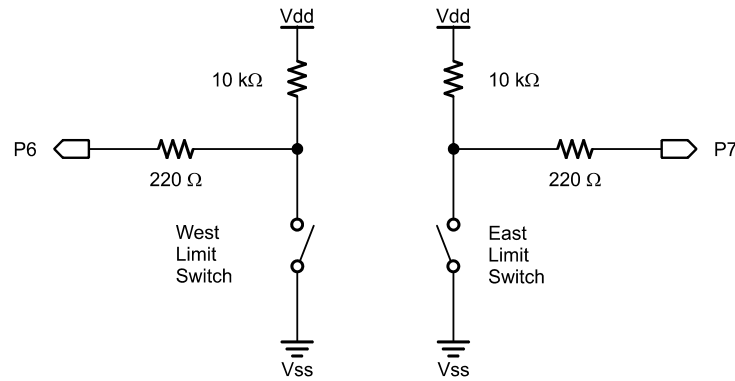 Vdd
Vdd
10 kΩ
10 kΩ
P6
P7
220 Ω
220 Ω
West
Limit
Switch
East
Limit
Switch
Vss
Vss